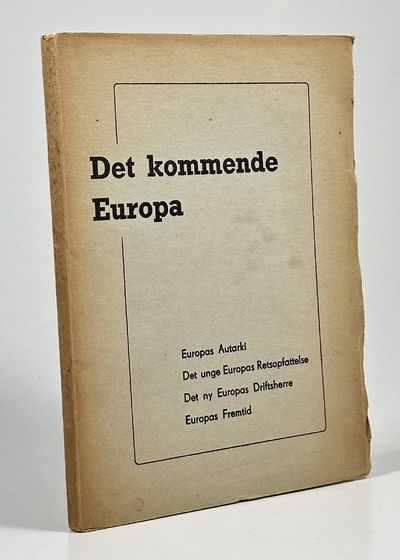 Det kommende
Europa
Europas Autarki
Det unge Europas Retsopfattelse
Det ny Europas Driftsherre
Europas Fremtid